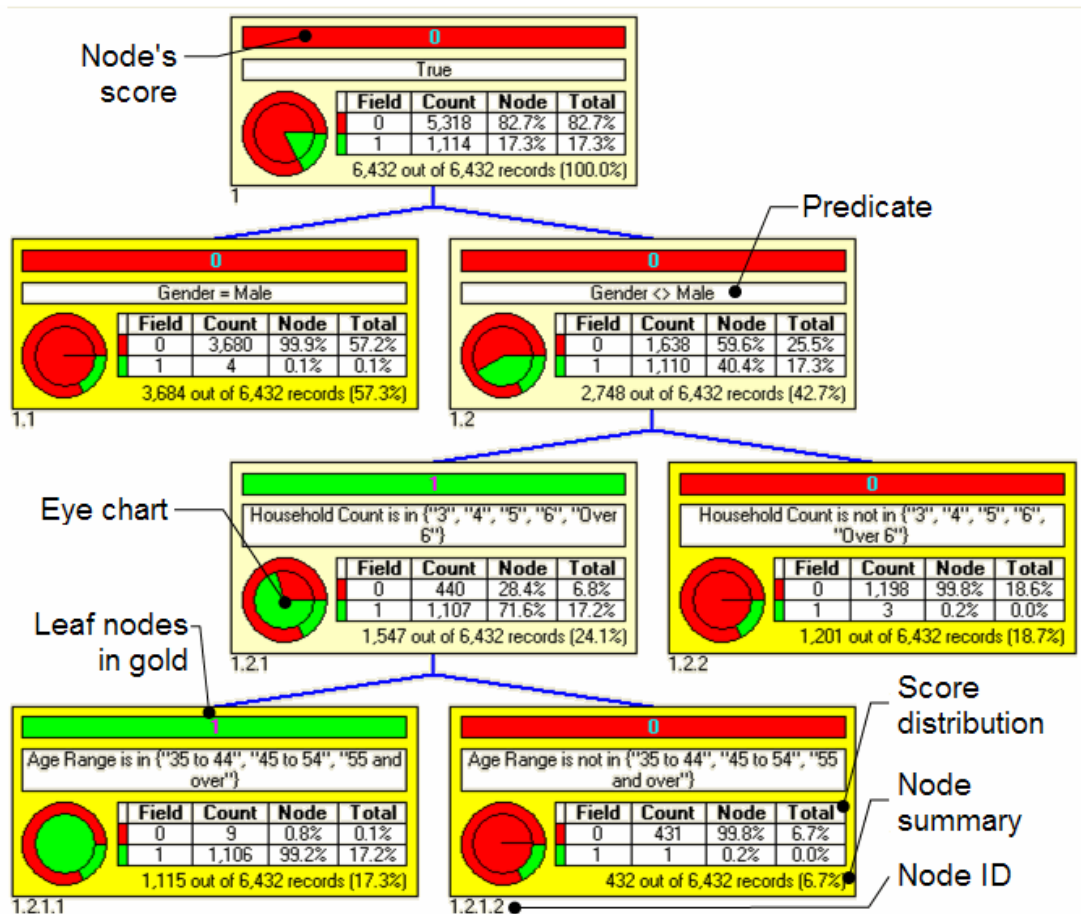 Node's
score
0
True
Field Count Node Total
0 5,318 82.7% 82.7%
1 1,114 17.3% 17.3%
6,432 out of 6,432 records (100.0%)
1
Predicate
0
Gender = Male
Field Count Node Total
0 3,680 99.9% 57.2%
1 4 0.1% 0.1%
3,684 out of 6,432 records (57.3%)
1.1
0
Gender <> Male
Field Count Node Total
0 1,638 59.6% 25.5%
1 1,110 40.4% 17.3%
2,748 out of 6,432 records (42.7%)
1.2
Eye chart
1
Household Count is in {"3", "4", "5", "6", "Over
6"}
Field Count Node Total
0 440 28.4% 6.8%
1 1,107 71.6% 17.2%
1,547 out of 6,432 records (24.1%)
1.2.1
0
Household Count is not in {"3", "4", "5", "6",
"Over 6"}
Field Count Node Total
0 1,198 99.8% 18.6%
1 3 0.2% 0.0%
1,201 out of 6,432 records (18.7%)
1.2.2
Leaf nodes
in gold
1
Age Range is in {"35 to 44", "45 to 54", "55 and
over"}
Field Count Node Total
0 9 0.8% 0.1%
1 1,106 99.2% 17.2%
1,115 out of 6,432 records (17.3%)
1.2.1.1
0
Age Range is not in {"35 to 44", "45 to 54", "55
and over"}
Field Count Node Total
0 431 99.8% 6.7%
1 1 0.2% 0.0%
432 out of 6,432 records (6.7%)
1.2.1.2
Score
distribution
Node
summary
Node ID